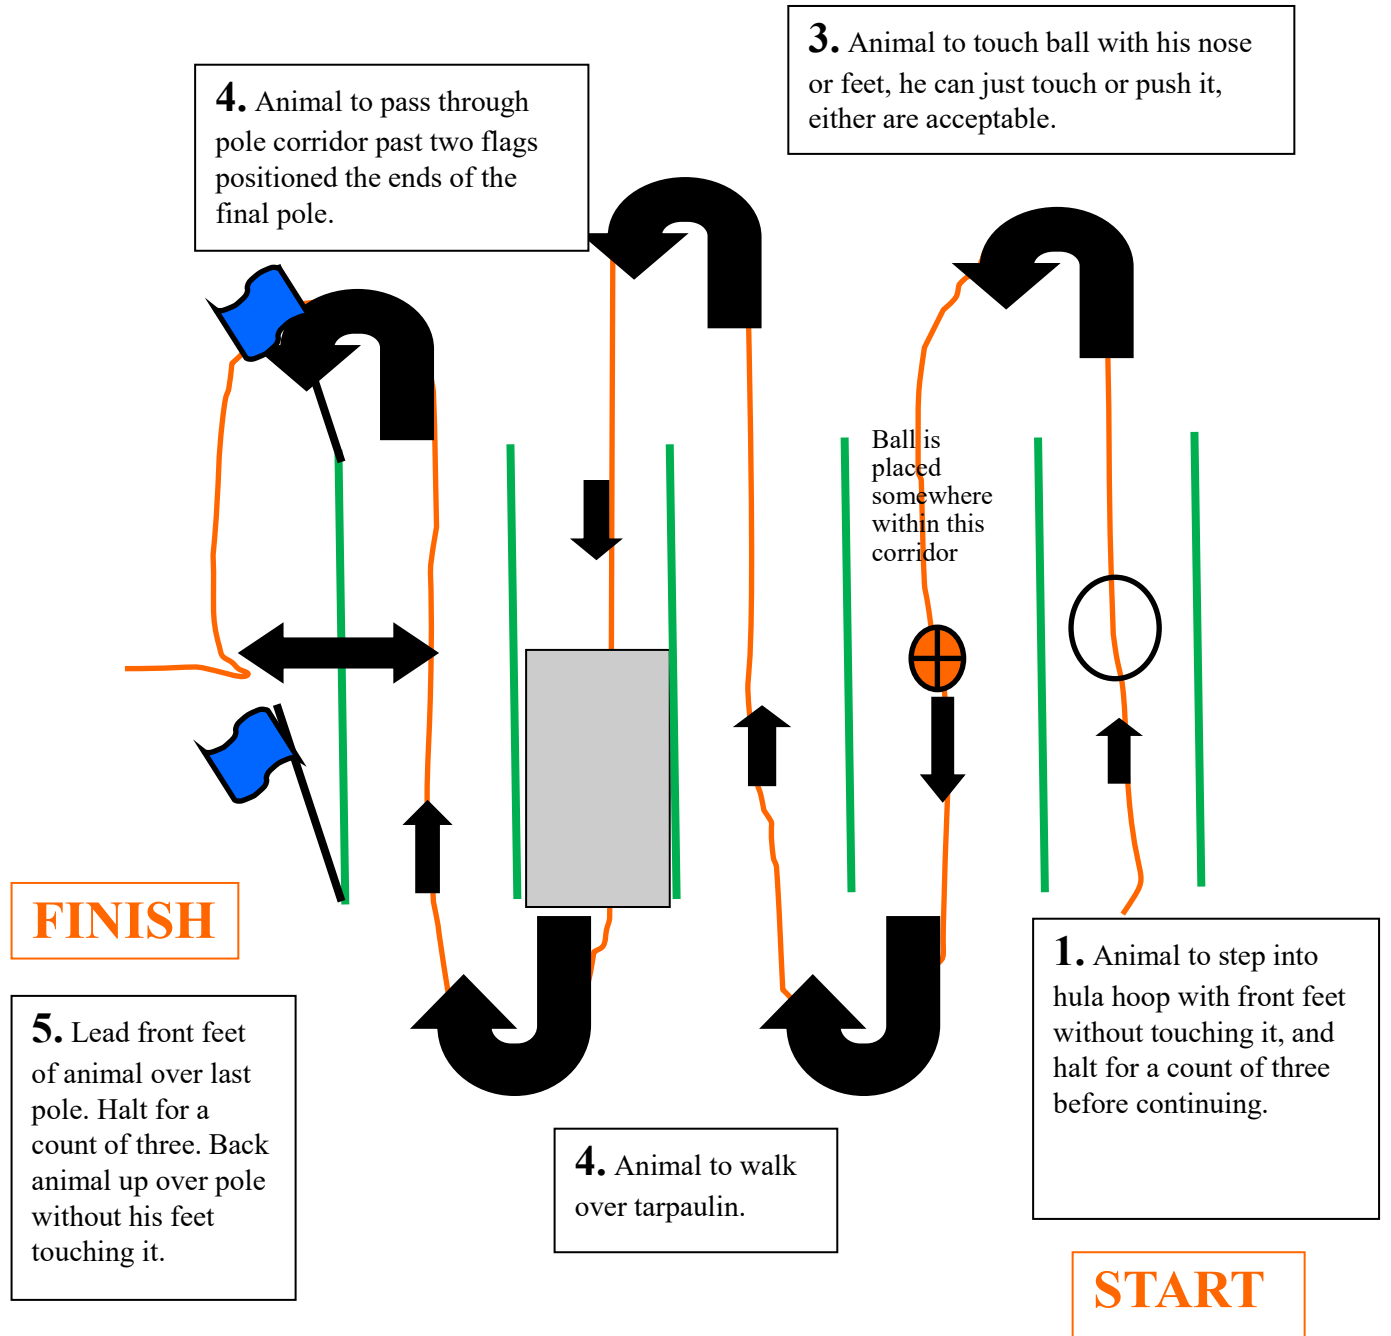 3. Animal to touch ball with his nose
or feet, he can just touch or push it,
either are acceptable.
4. Animal to pass through
pole corridor past two flags
positioned the ends of the
final pole.
Ball is
placed
somewhere
within this
corridor
FINISH
5. Lead front feet
of animal over last
pole. Halt for a
count of three. Back
animal up over pole
without his feet
touching it.
4. Animal to walk
over tarpaulin.
1. Animal to step into
hula hoop with front feet
without touching it, and
halt for a count of three
before continuing.
START